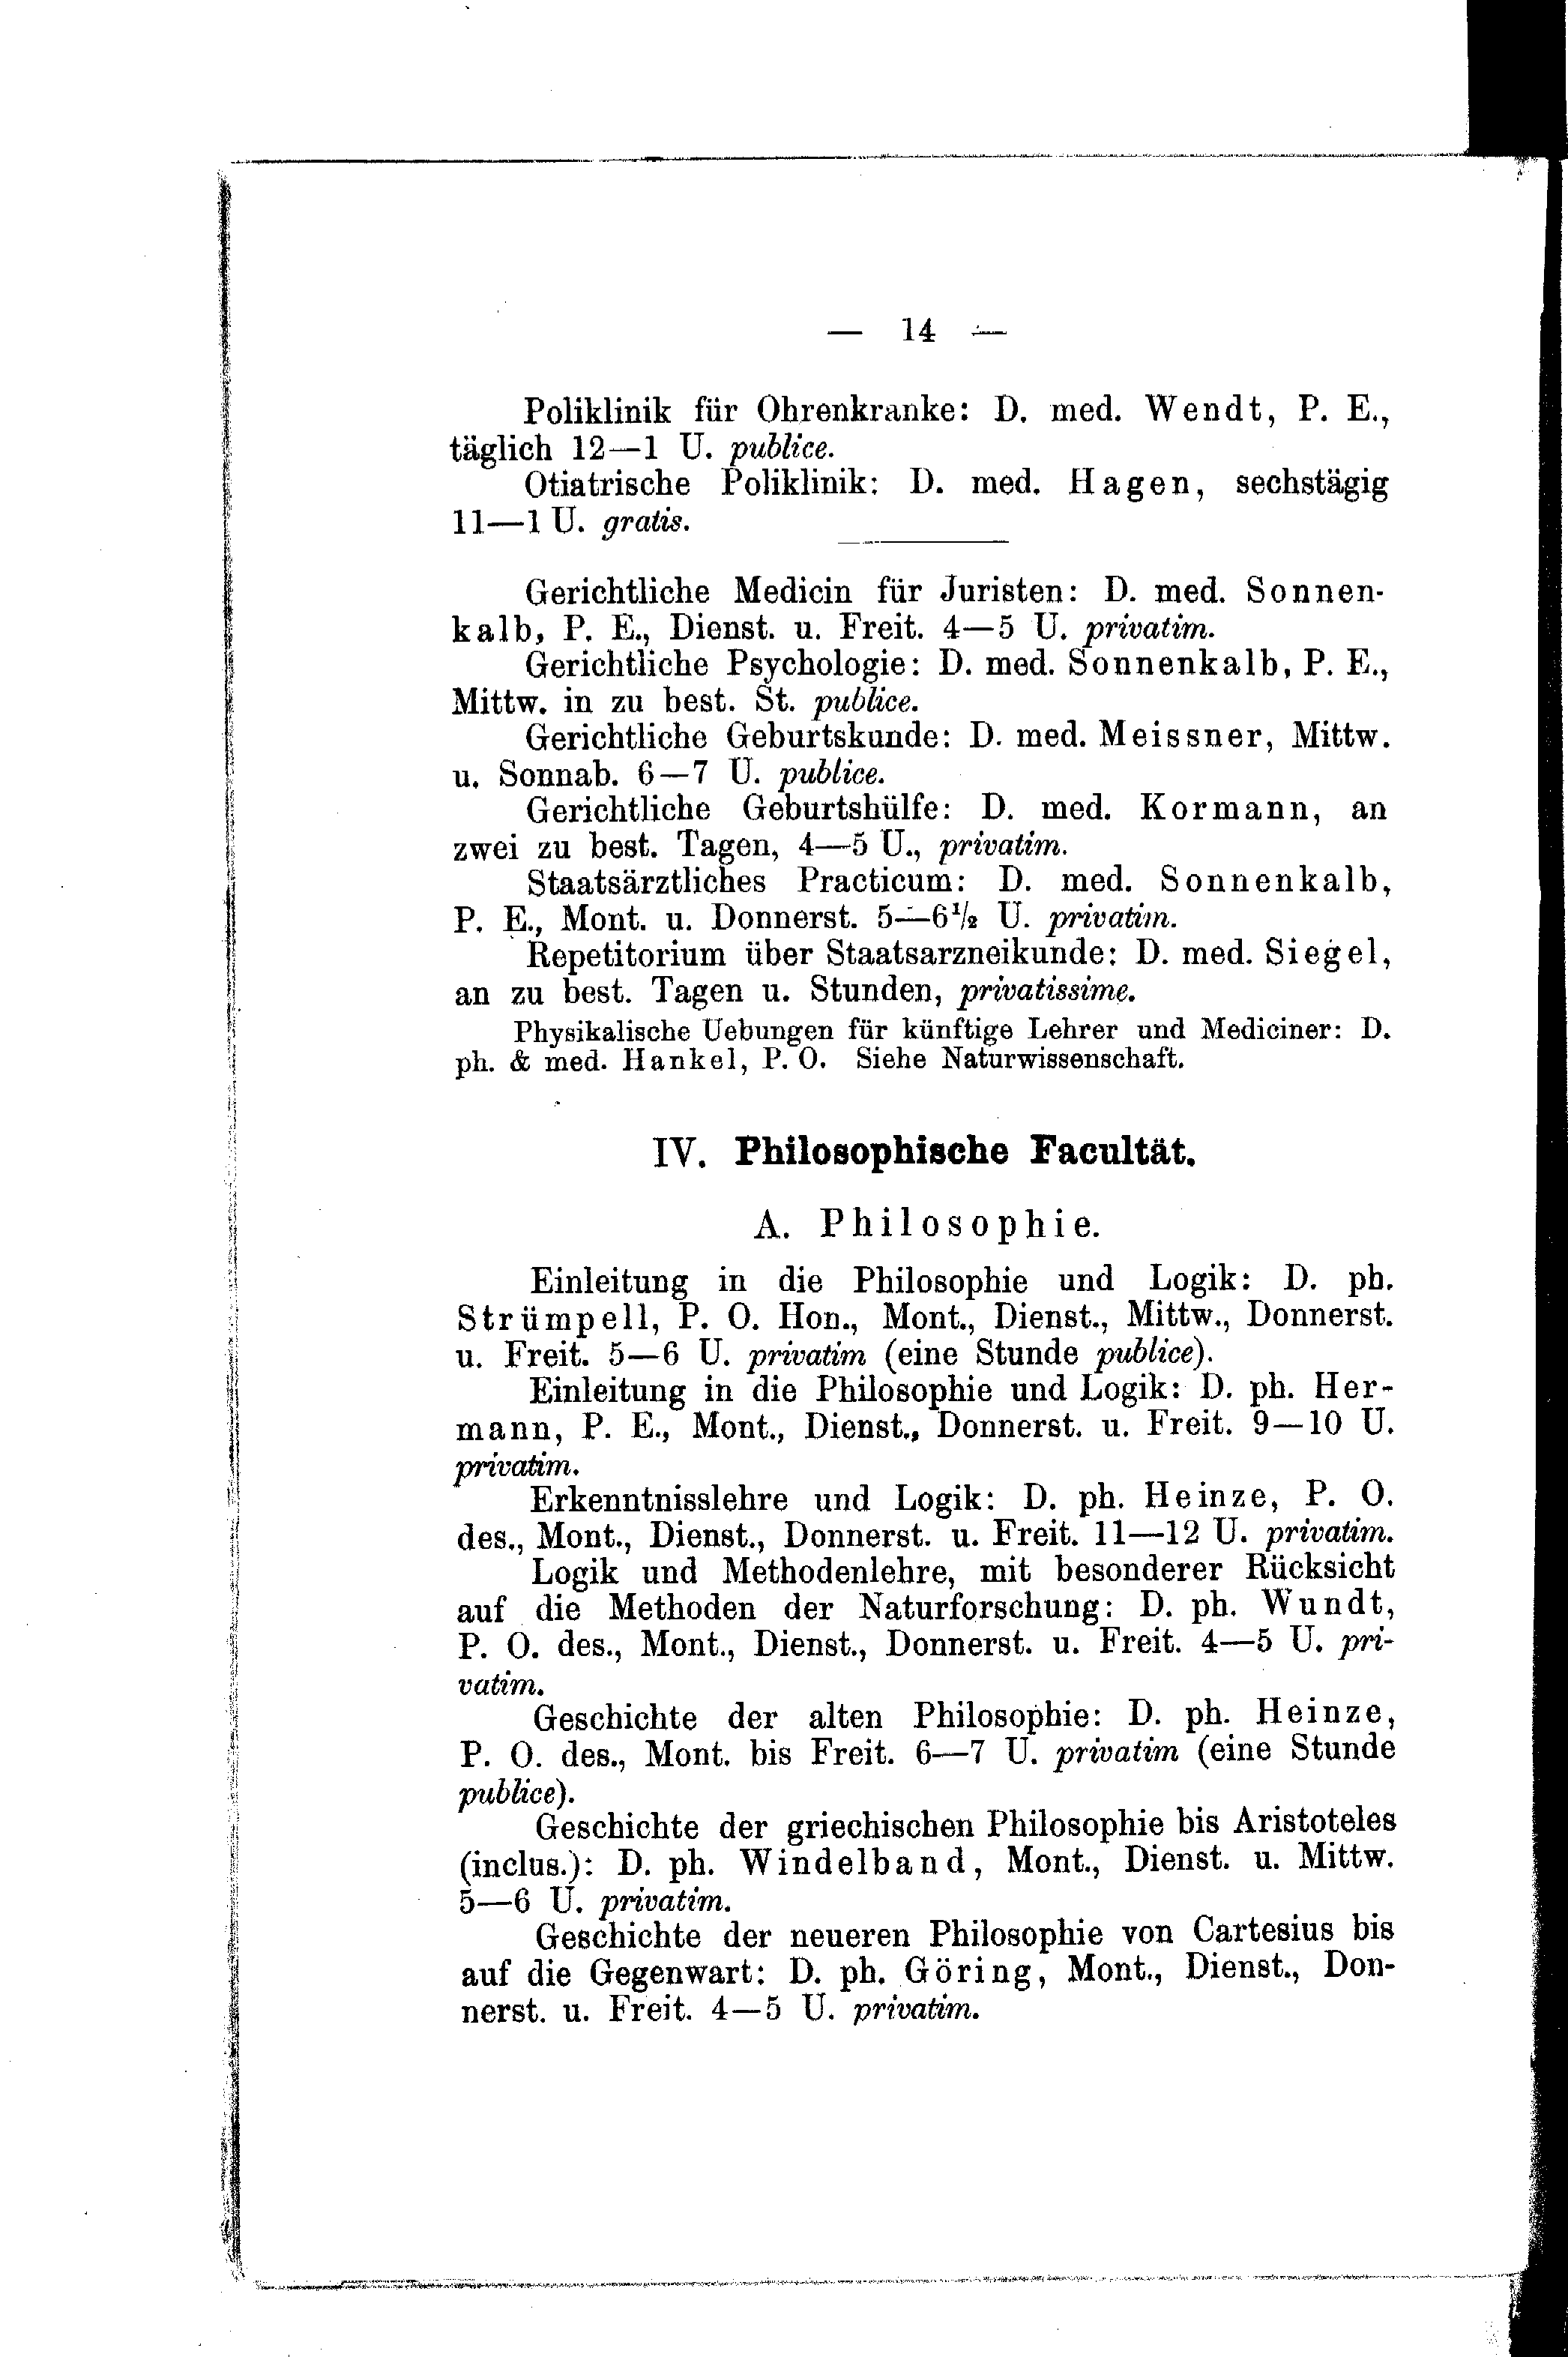 — 14 —
Poliklinik für Ohrenkranke: D. med. Wendt, P. E.,
täglich 12—1 U. publice.
Otiatrische Poliklinik: D. med. Hagen, sechstägig
11—1 U. gratis.
Gerichtliche Medicin für Juristen: D. med. Sonnen-
kalb, P. E., Dienst. u. Freit. 4—5 U. privatim.
Gerichtliche Psychologie: D. med. Sonnenkalb, P. E.,
Mittw. in zu best. St. publice.
Gerichtliche Geburtskunde: D. med. Meissner, Mittw.
u. Sonnab. 6—7 U. publice.
Gerichtliche Geburtshülfe: D. med. Kormann, an
zwei zu best. Tagen, 4—5 U., privatim.
Staatsärztliches Practicum: D. med. Sonnenkalb,
P. E., Mont. u. Donnerst. 5—6½ U. privatim.
Repetitorium über Staatsarzneikunde: D. med. Siegel,
an zu best. Tagen u. Stunden, privatissime.
Physikalische Uebungen für künftige Lehrer und Mediciner: D.
ph. & med. Hankel, P. O. Siehe Naturwissenschaft.
IV. Philosophische Facultät.
A. Philosophie.
Einleitung in die Philosophie und Logik: D. ph.
Strümpell, P. O. Hon., Mont., Dienst., Mittw., Donnerst.
u. Freit. 5—6 U. privatim (eine Stunde publice).
Einleitung in die Philosophie und Logik: D. ph. Her-
mann, P. E., Mont., Dienst., Donnerst. u. Freit. 9—10 U.
privatim.
Erkenntnisslehre und Logik: D. ph. Heinze, P. O.
des., Mont., Dienst., Donnerst. u. Freit. 11—12 U. privatim.
Logik und Methodenlehre, mit besonderer Rücksicht
auf die Methoden der Naturforschung: D. ph. Wundt,
P. O. des., Mont., Dienst., Donnerst. u. Freit. 4—5 U. pri-
vatim.
Geschichte der alten Philosophie: D. ph. Heinze,
P. O. des., Mont. bis Freit. 6—7 U. privatim (eine Stunde
publice).
Geschichte der griechischen Philosophie bis Aristoteles
(inclus.): D. ph. Windelband, Mont., Dienst. u. Mittw.
5—6 U. privatim.
Geschichte der neueren Philosophie von Cartesius bis
auf die Gegenwart: D. ph. Göring, Mont., Dienst., Don-
nerst. u. Freit. 4—5 U. privatim.